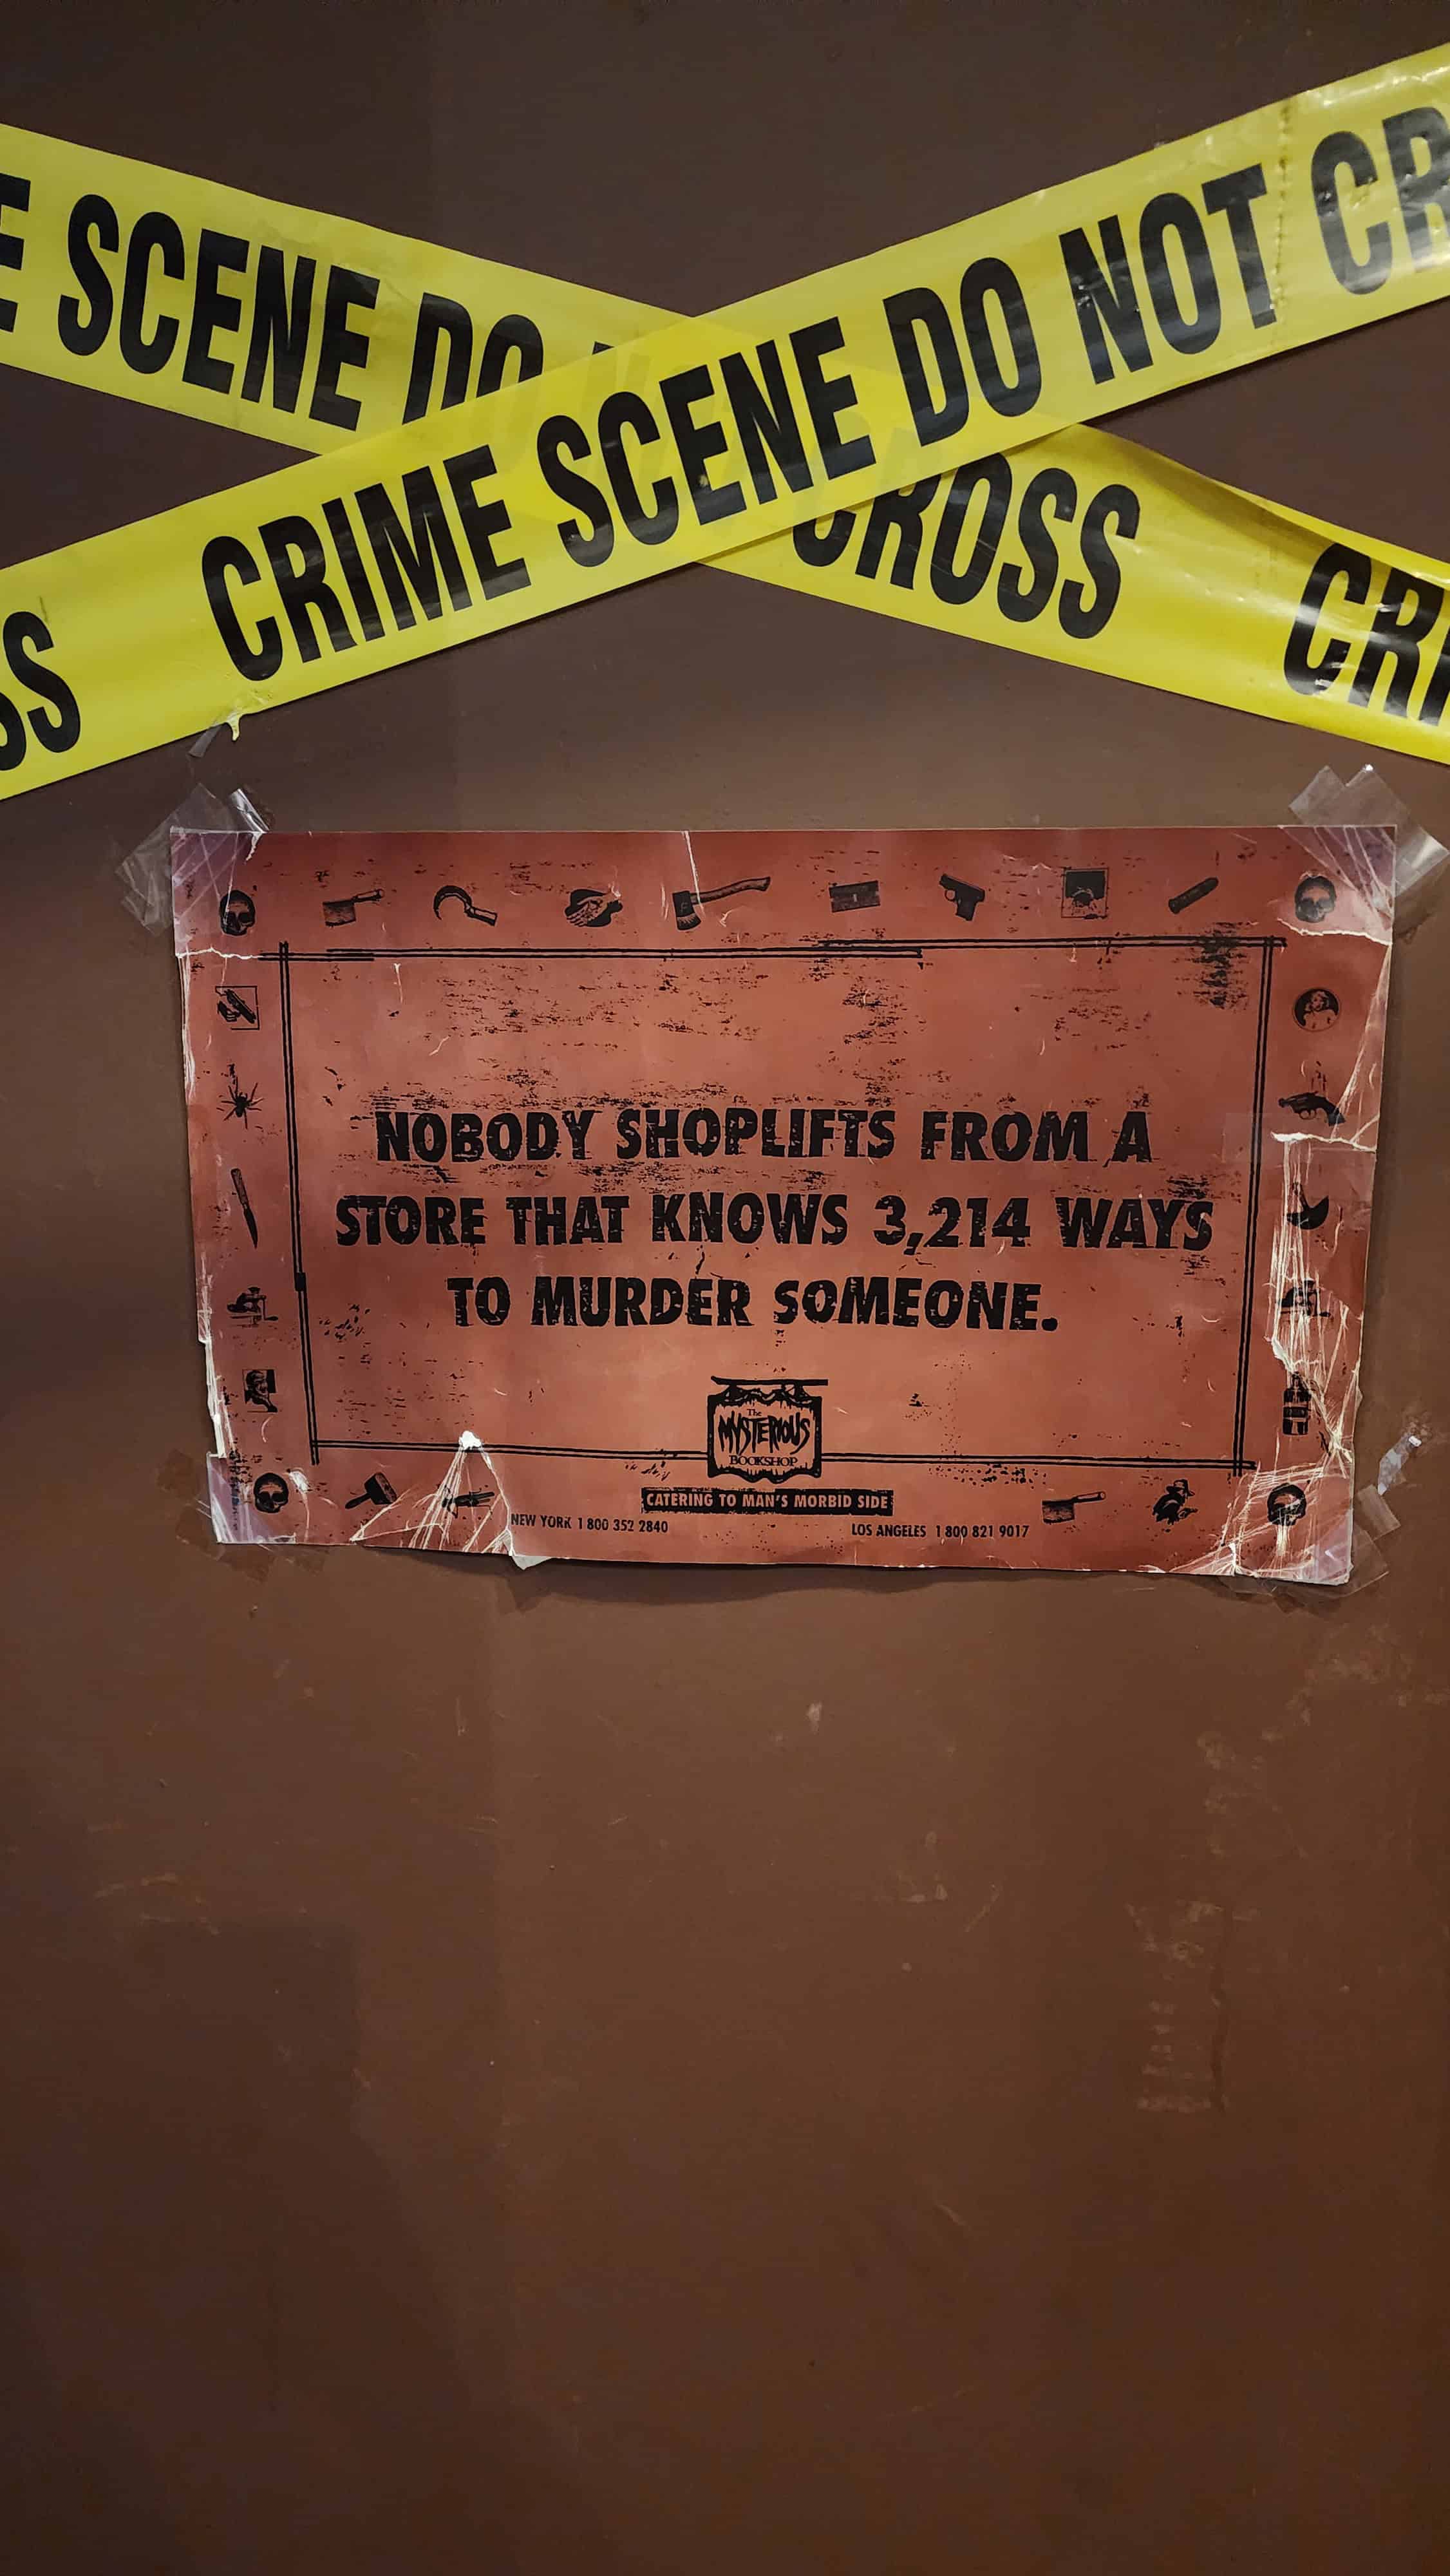 E SCENE DO
CROSS
CRI
SS
CRIME SCENE DO NOT CR
NOBODY SHOPLIFTS FROM A
STORE THAT KNOWS 3,214 WAYS
TO MURDER SOMEONE.
The
MYSTERIOUS
BOOKSHOP
CATERING TO MAN'S MORBID SIDE
NEW YORK 1 800 352 2840
LOS ANGELES 1 800 821 9017